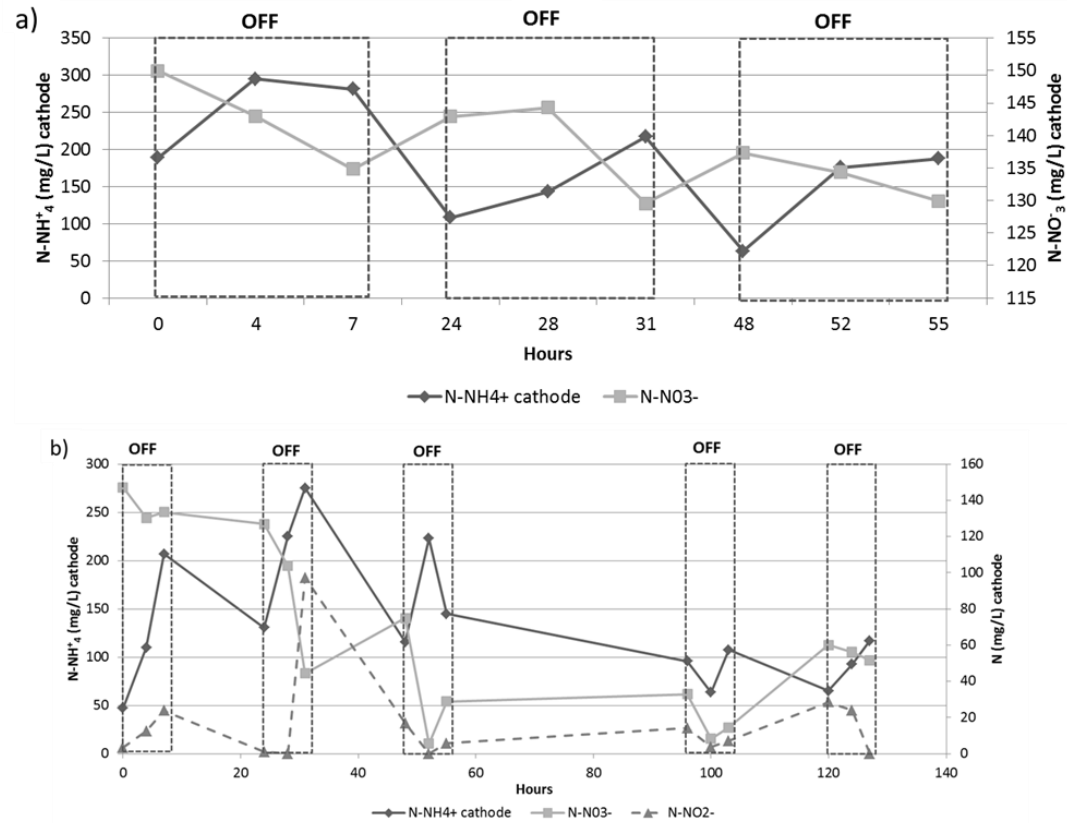 a)
OFF OFF OFF
350 155
300 150
250 145
200 140
150 135
100 130
50 125
0 120
115
N-NH⁺₄ (mg/L) cathode
N-NO⁻₃ (mg/L) cathode
0 4 7 24 28 31 48 52 55
Hours
N-NH4+ cathode N-N03-
b)
OFF OFF OFF OFF OFF
300 160
250 140
200 120
150 100
100 80
50 60
0 40
20
0
N-NH⁺₄ (mg/L) cathode
N (mg/L) cathode
0 20 40 60 80 100 120 140
Hours
N-NH4+ cathode N-N03- N-NO2-